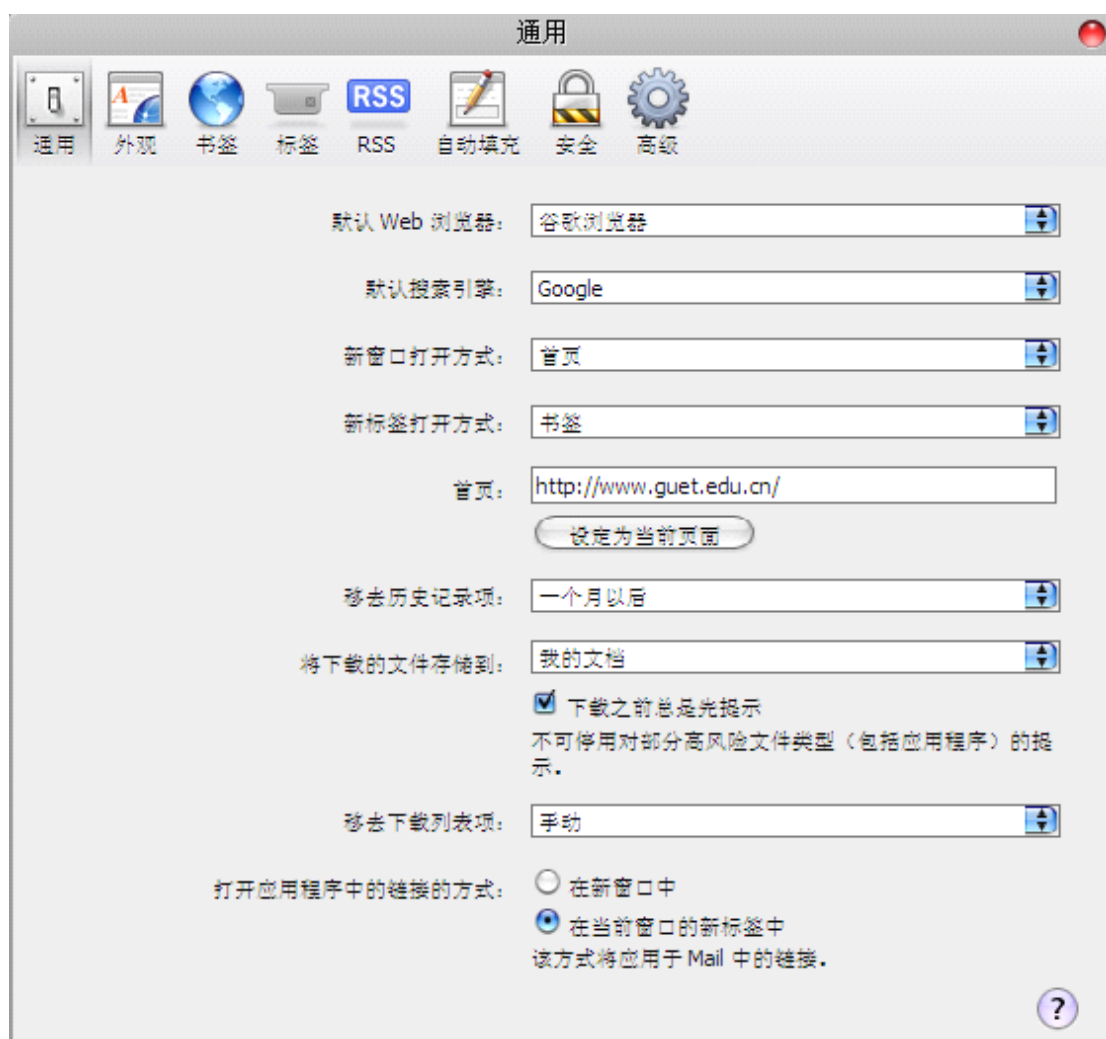 通用
RSS
通用 外观 书签 标签 RSS 自动填充 安全 高级
默认 Web 浏览器: 谷歌浏览器
默认搜索引擎: Google
新窗口打开方式: 首页
新标签打开方式: 书签
首页: http://www.guet.edu.cn/
设定为当前页面
移去历史记录项: 一个月以后
将下载的文件存储到: 我的文档
下载之前总是先提示
不可停用对部分高风险文件类型（包括应用程序）的提
示.
移去下载列表项: 手动
打开应用程序中的链接的方式: 在新窗口中
在当前窗口的新标签中
该方式将应用于 Mail 中的链接.
?